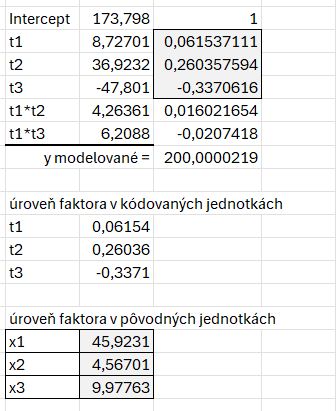 Intercept 173,798 1
t1 8,72701 0,061537111
t2 36,9232 0,260357594
t3 -47,801 -0,3370616
t1*t2 4,26361 0,016021654
t1*t3 6,2088 -0,0207418
y modelované = 200,0000219
úroveň faktora v kódovaných jednotkách
t1 0,06154
t2 0,26036
t3 -0,3371
úroveň faktora v pôvodných jednotkách
x1 45,9231
x2 4,56701
x3 9,97763